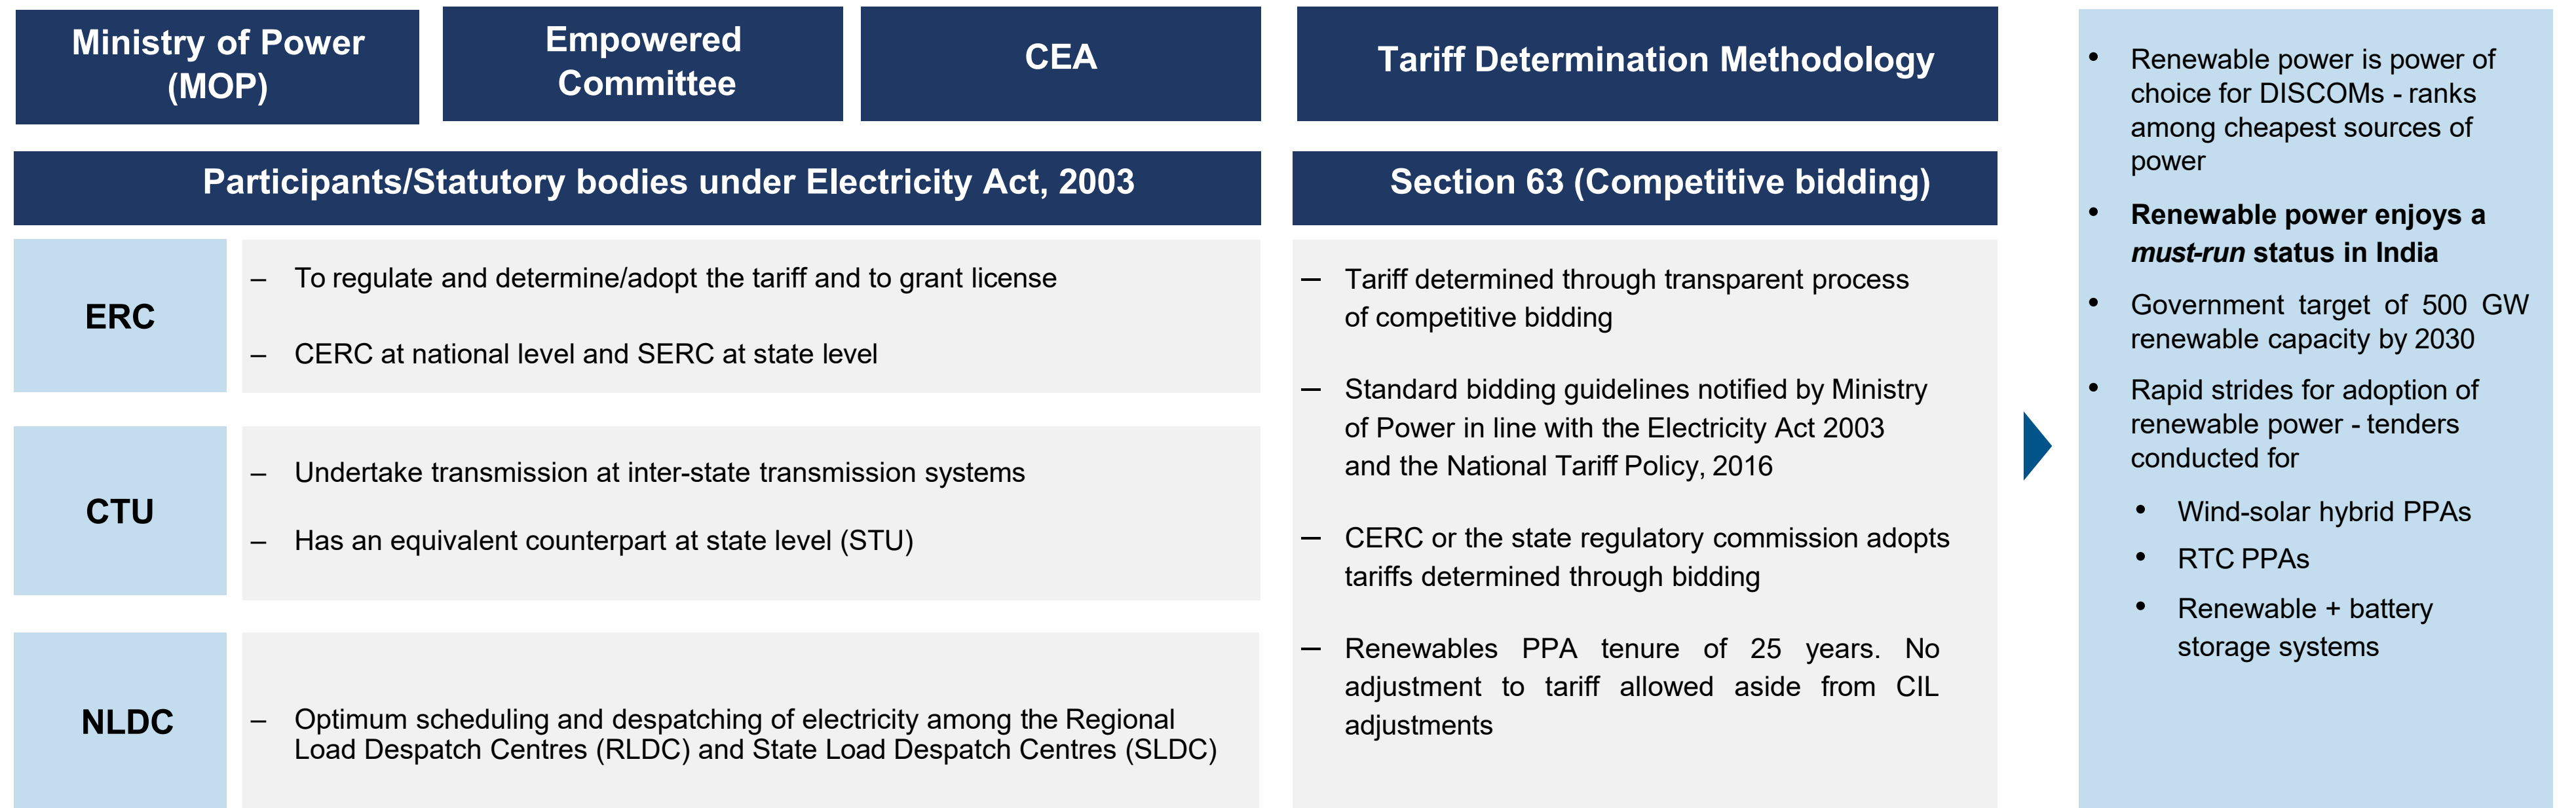 Ministry of Power
(MOP)
Empowered
Committee
CEA
Tariff Determination Methodology
Participants/Statutory bodies under Electricity Act, 2003
Section 63 (Competitive bidding)
ERC
– To regulate and determine/adopt the tariff and to grant license
– CERC at national level and SERC at state level
CTU
– Undertake transmission at inter-state transmission systems
– Has an equivalent counterpart at state level (STU)
NLDC
– Optimum scheduling and despatching of electricity among the Regional
Load Despatch Centres (RLDC) and State Load Despatch Centres (SLDC)
– Tariff determined through transparent process
of competitive bidding
– Standard bidding guidelines notified by Ministry
of Power in line with the Electricity Act 2003
and the National Tariff Policy, 2016
– CERC or the state regulatory commission adopts
tariffs determined through bidding
– Renewables PPA tenure of 25 years. No
adjustment to tariff allowed aside from CIL
adjustments
• Renewable power is power of
choice for DISCOMs - ranks
among cheapest sources of
power
• Renewable power enjoys a
must-run status in India
• Government target of 500 GW
renewable capacity by 2030
• Rapid strides for adoption of
renewable power - tenders
conducted for
• Wind-solar hybrid PPAs
• RTC PPAs
• Renewable + battery
storage systems